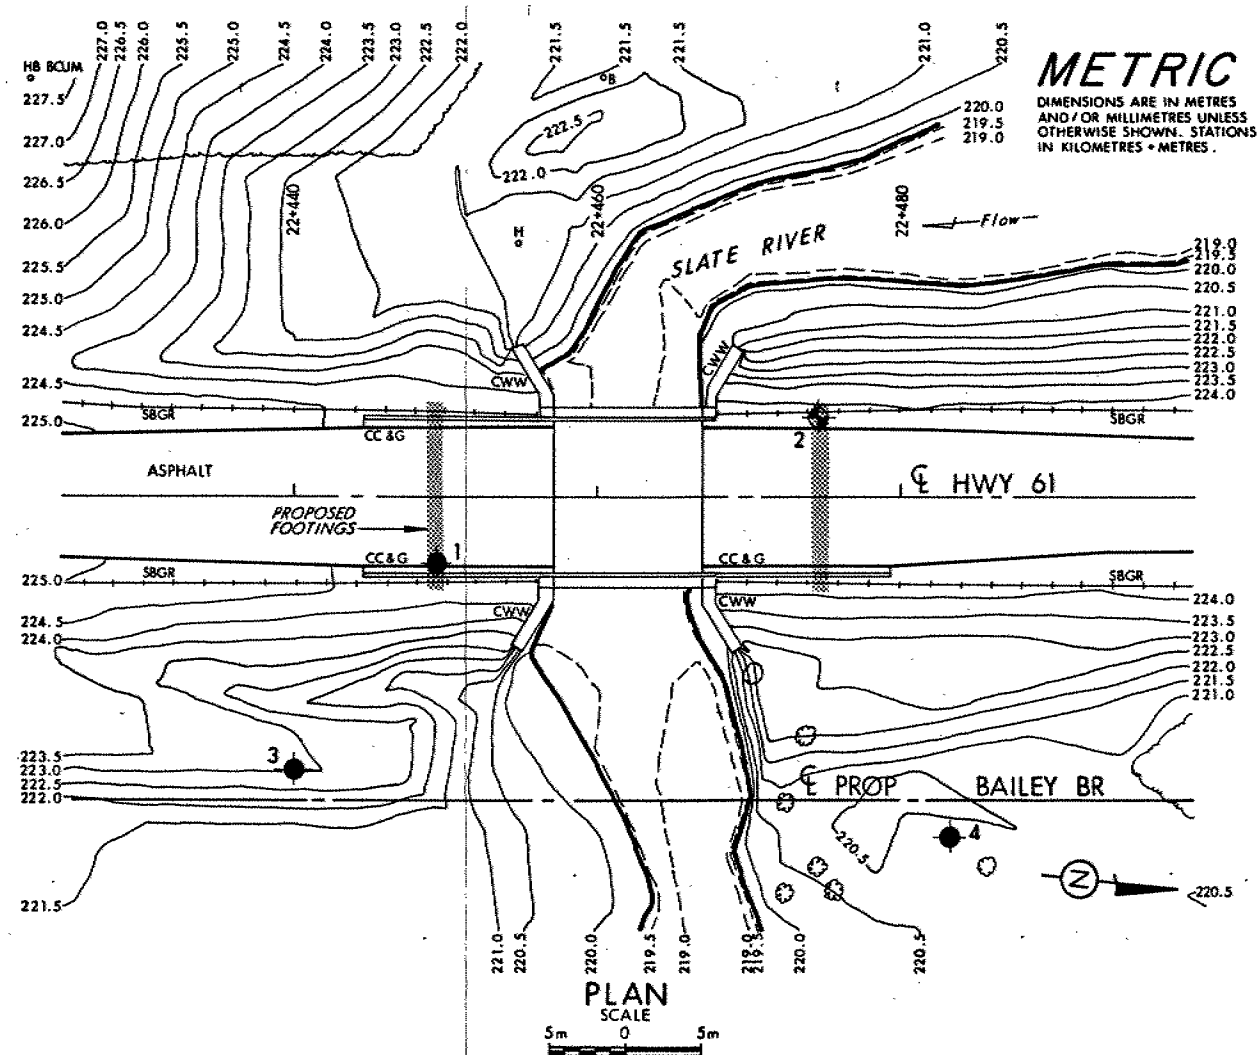 227.0
226.5
226.0
225.5
225.0
224.5
224.0
223.5
223.0
222.5
222.0
221.5
221.5
221.5
221.0
220.5
HB BCUM
227.5
227.0
226.5
226.0
225.5
225.0
224.5
224.5
225.0
B
222.5
222.0
METRIC
DIMENSIONS ARE IN METRES
AND/OR MILLIMETRES UNLESS
OTHERWISE SHOWN. STATIONS
IN KILOMETRES + METRES.
220.0
219.5
219.0
22+440
22+460
22+480
H
Flow
SLATE RIVER
219.0
219.5
220.0
220.5
221.0
221.5
222.0
222.5
223.0
223.5
224.0
CWW
CWW
SBGR
CC & G
2
SBGR
ASPHALT
℄ HWY 61
PROPOSED
FOOTINGS
1
CC & G
CC & G
225.0
SBGR
SBGR
CWW
CWW
224.5
224.0
224.0
223.5
223.0
222.5
222.0
221.5
221.0
223.5
223.0
222.5
222.0
3
℄ PROP BAILEY BR
220.5
4
N
220.5
221.5
221.0
220.5
220.0
219.5
219.0
219.0
219.5
220.0
220.5
PLAN
SCALE
5m 0 5m